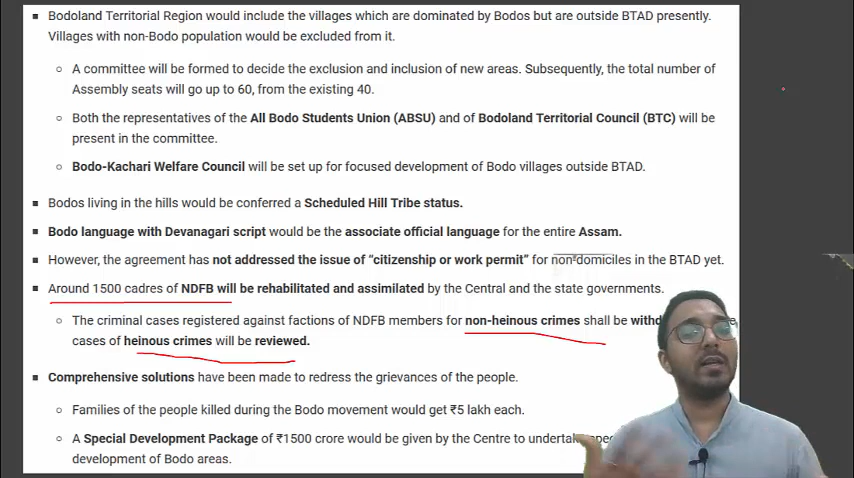 Bodoland Territorial Region would include the villages which are dominated by Bodos but are outside BTAD presently.
Villages with non-Bodo population would be excluded from it.
A committee will be formed to decide the exclusion and inclusion of new areas. Subsequently, the total number of
Assembly seats will go up to 60, from the existing 40.
Both the representatives of the All Bodo Students Union (ABSU) and of Bodoland Territorial Council (BTC) will be
present in the committee.
Bodo-Kachari Welfare Council will be set up for focused development of Bodo villages outside BTAD.
Bodos living in the hills would be conferred a Scheduled Hill Tribe status.
Bodo language with Devanagari script would be the associate official language for the entire Assam.
However, the agreement has not addressed the issue of "citizenship or work permit" for non-domiciles in the BTAD yet.
Around 1500 cadres of NDFB will be rehabilitated and assimilated by the Central and the state governments.
The criminal cases registered against factions of NDFB members for non-heinous crimes shall be
cases of heinous crimes will be reviewed.
Comprehensive solutions have been made to redress the grievances of the people.
Families of the people killed during the Bodo movement would get ₹5 lakh each.
A Special Development Package of ₹1500 crore would be given by the Centre to
development of Bodo areas.